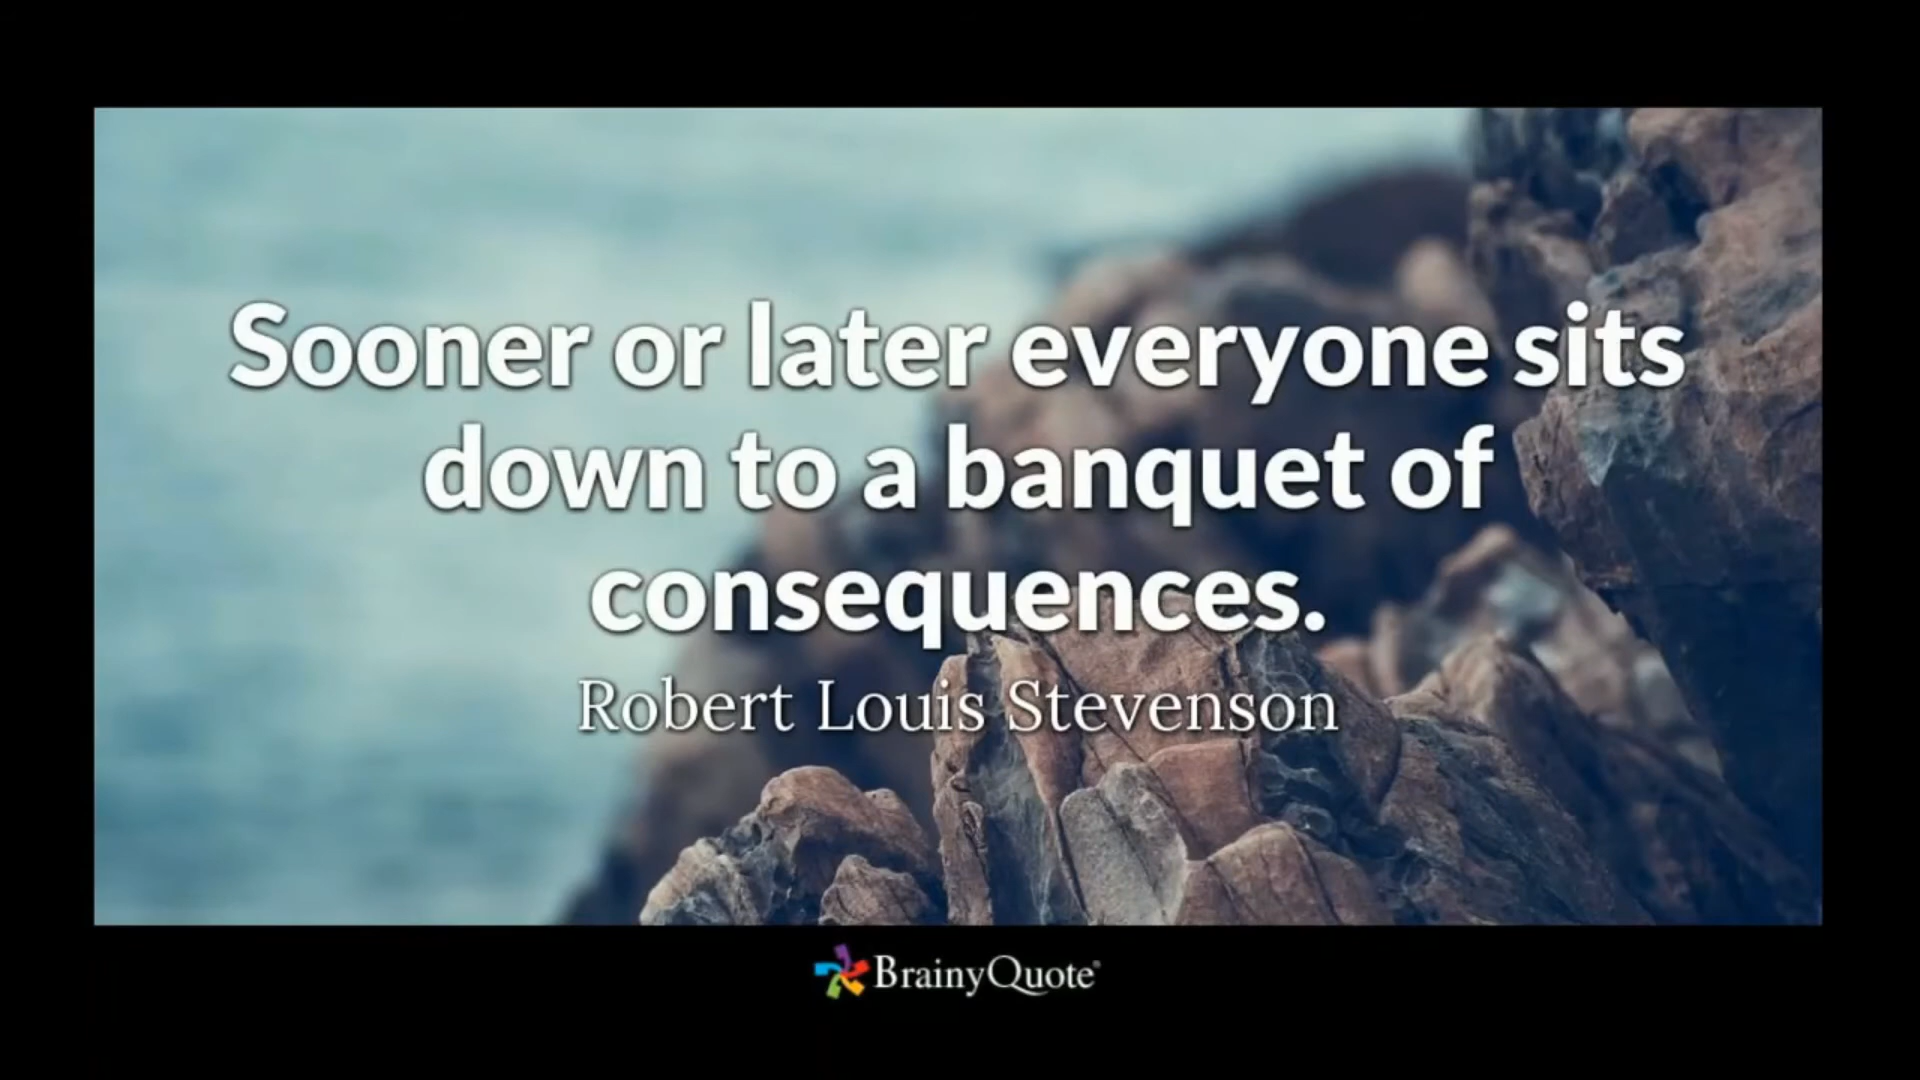 Sooner or later everyone sits
down to a banquet of
consequences.
Robert Louis Stevenson
BrainyQuote®